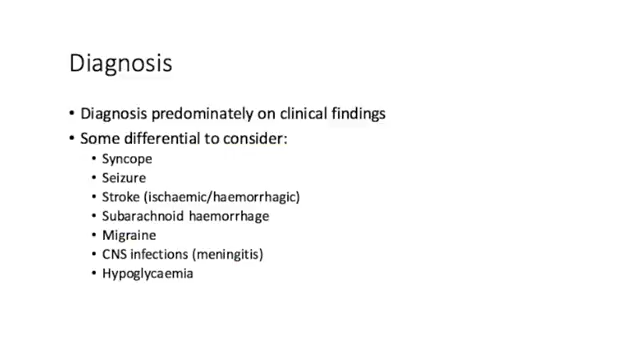 Diagnosis
• Diagnosis predominately on clinical findings
• Some differential to consider:
• Syncope
• Seizure
• Stroke (ischaemic/haemorrhagic)
• Subarachnoid haemorrhage
• Migraine
• CNS infections (meningitis)
• Hypoglycaemia